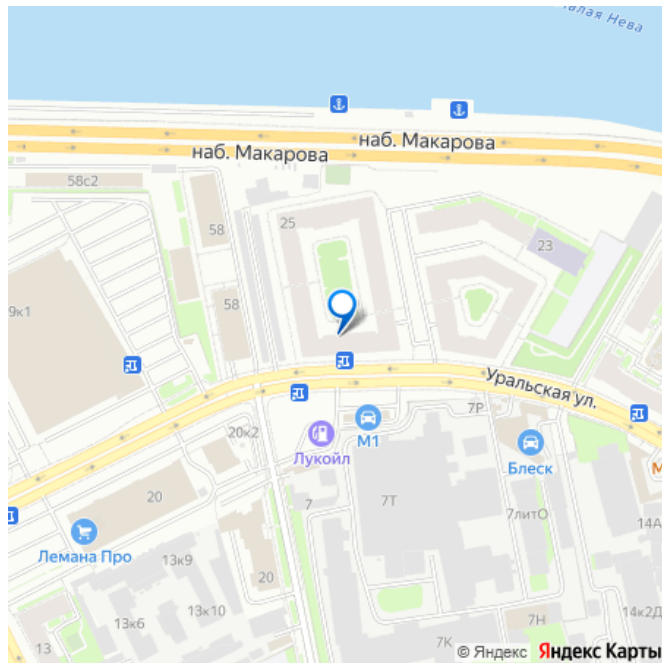 алая Нева
наб. Макарова
наб. Макарова
58с2
58
25
23
58
9к1
Уральская ул.
7Р
М1
20к2
Лукойл
Блеск
М
20
7
7Т
7литО
14А
Лемана Про
13к9
20
13к6
13к10
7Н
14к2Д
13
7К
© Яндекс Яндекс Карты